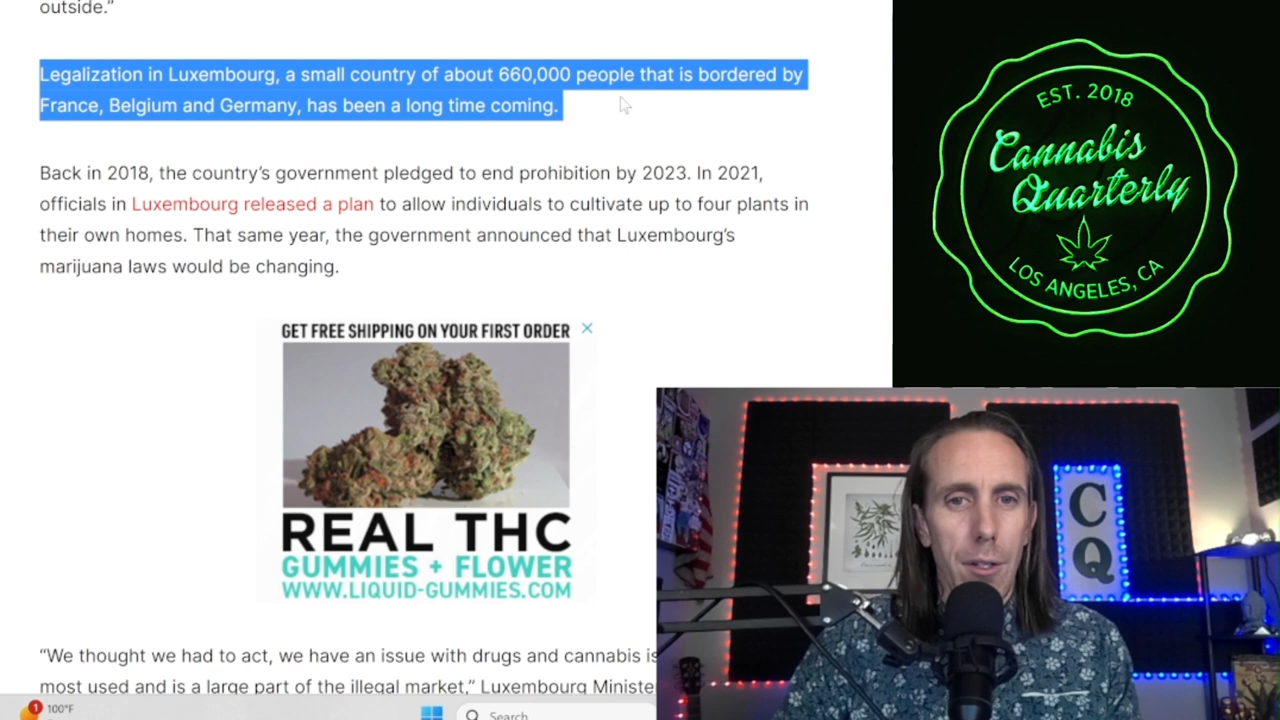 outside.”
Legalization in Luxembourg, a small country of about 660,000 people that is bordered by
France, Belgium and Germany, has been a long time coming.
Back in 2018, the country’s government pledged to end prohibition by 2023. In 2021,
officials in Luxembourg released a plan to allow individuals to cultivate up to four plants in
their own homes. That same year, the government announced that Luxembourg’s
marijuana laws would be changing.
GET FREE SHIPPING ON YOUR FIRST ORDER
REAL THC
GUMMIES + FLOWER
WWW.LIQUID-GUMMIES.COM
“We thought we had to act, we have an issue with drugs and cannabis is
most used and is a large part of the illegal market,” Luxembourg Ministe
1
100°F
Search
EST. 2018
Cannabis
Quarterly
LOS ANGELES, CA
C
Q